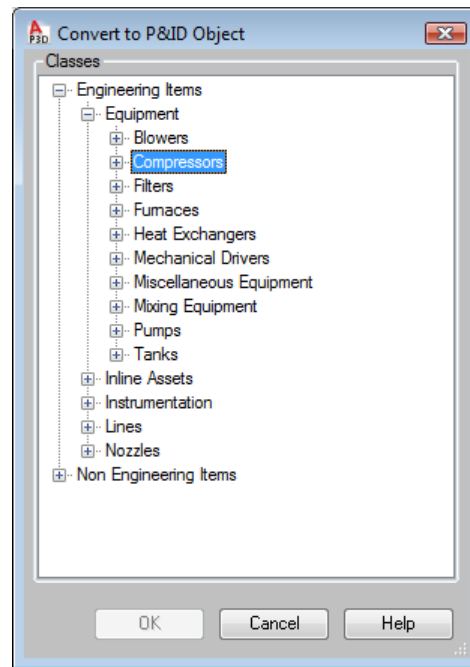 A
P3D
Convert to P&ID Object
Classes
Engineering Items
Equipment
Blowers
Compressors
Filters
Furnaces
Heat Exchangers
Mechanical Drivers
Miscellaneous Equipment
Mixing Equipment
Pumps
Tanks
Inline Assets
Instrumentation
Lines
Nozzles
Non Engineering Items
OK Cancel Help